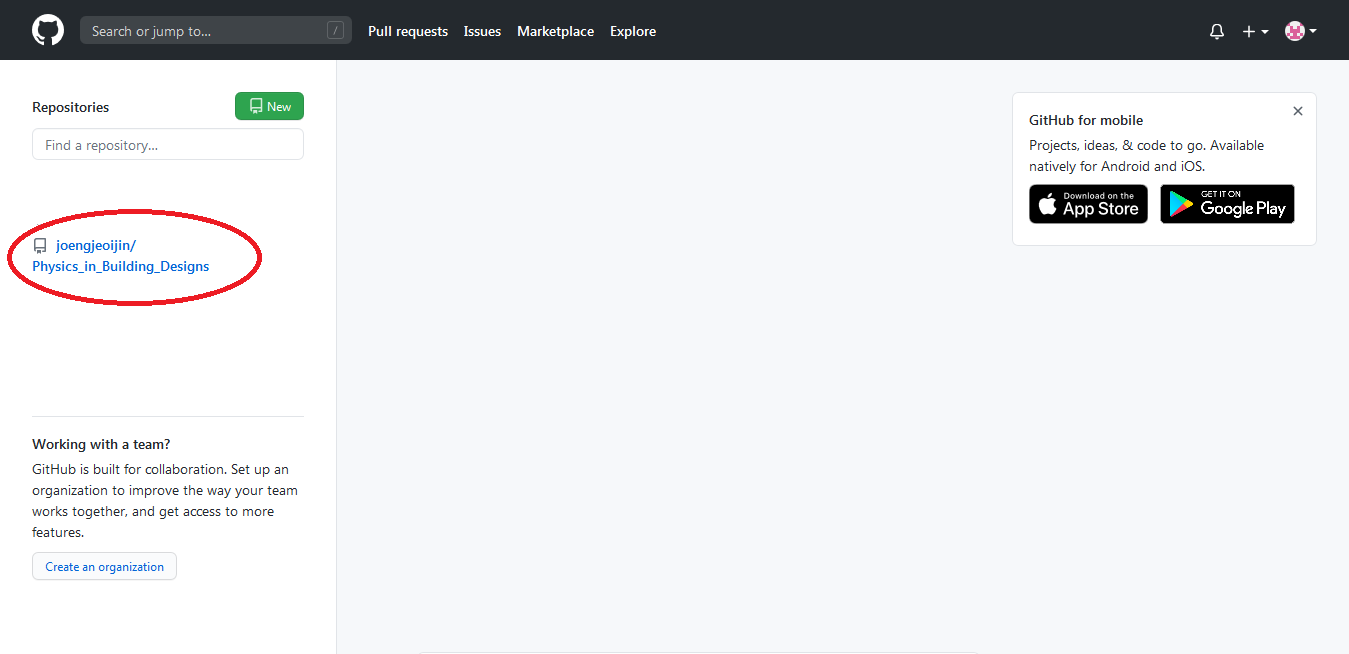 Search or jump to...
/
Pull requests
Issues
Marketplace
Explore
Repositories
New
Find a repository...
joengjeoijin/
Physics_in_Building_Designs
Working with a team?
GitHub is built for collaboration. Set up an
organization to improve the way your team
works together, and get access to more
features.
Create an organization
GitHub for mobile
Projects, ideas, & code to go. Available
natively for Android and iOS.
Download on the
App Store
GET IT ON
Google Play